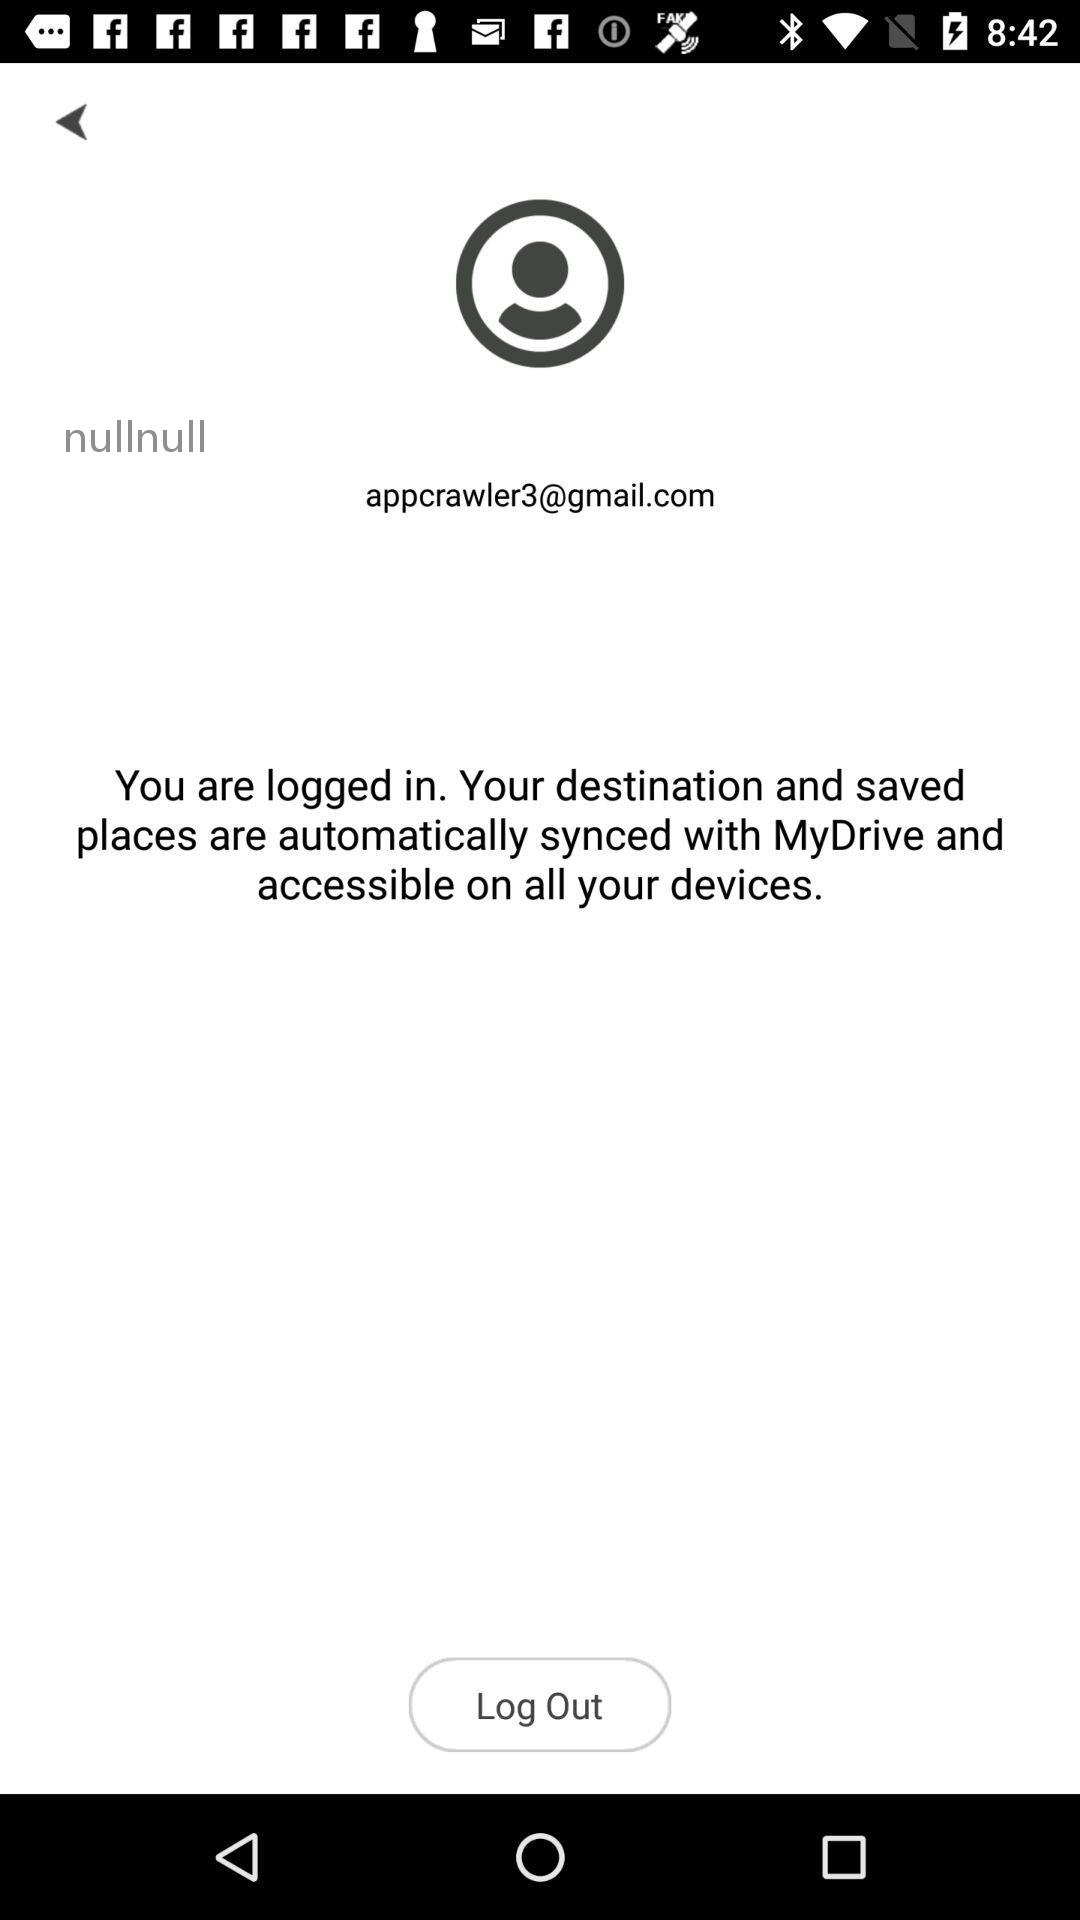 FAKE
8:42
nullnull
appcrawler3@gmail.com
You are logged in. Your destination and saved
places are automatically synced with MyDrive and
accessible on all your devices.
Log Out